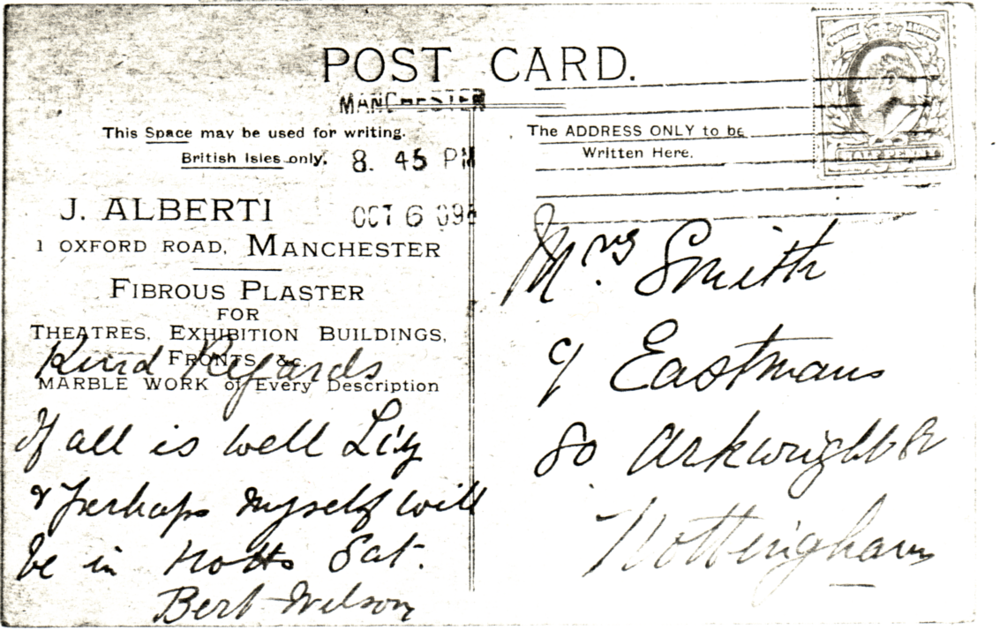 POST CARD.
MANCHESTER
This Space may be used for writing.
British Isles only.
8. 45 PM
OCT 6 09
The ADDRESS ONLY to be
Written Here.
J. ALBERTI
1 OXFORD ROAD, MANCHESTER
FIBROUS PLASTER
FOR
THEATRES, EXHIBITION BUILDINGS,
FRONTS, &c.
MARBLE WORK of Every Description
Kind Regards
If all is well Lizy
& perhaps myself will
be in Notts Sat.
Bert Wilson
Mrs. Smith
Eastmans
80 Arkwright St
Nottingham